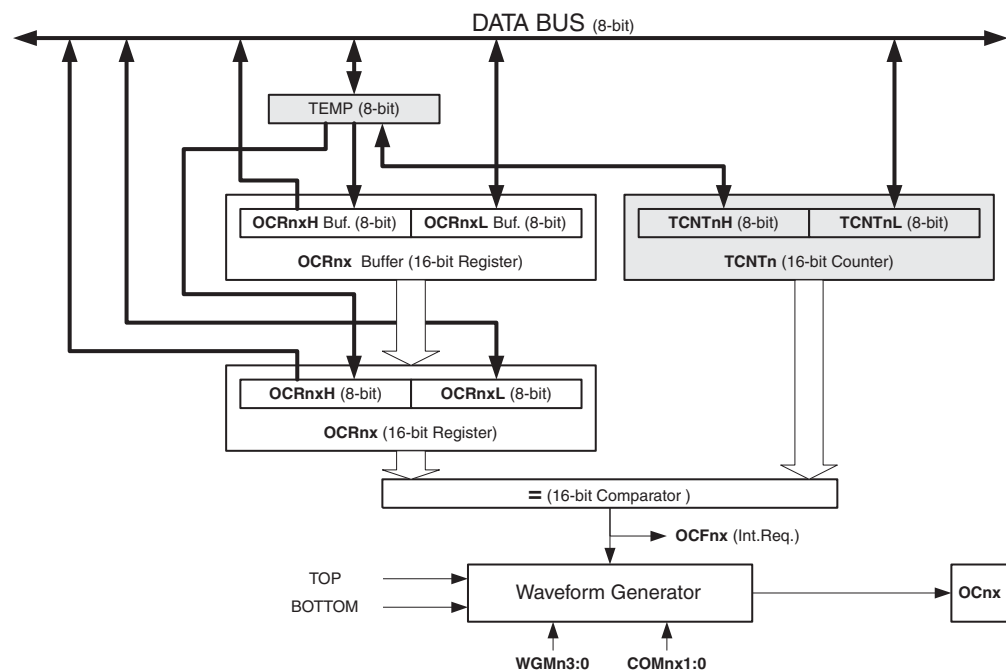 DATA BUS (8-bit)
TEMP (8-bit)
OCRnxH Buf. (8-bit) OCRnxL Buf. (8-bit)
OCRnx Buffer (16-bit Register)
TCNTnH (8-bit) TCNTnL (8-bit)
TCNTn (16-bit Counter)
OCRnxH (8-bit) OCRnxL (8-bit)
OCRnx (16-bit Register)
= (16-bit Comparator )
OCFnx (Int.Req.)
TOP
BOTTOM
Waveform Generator
OCnx
WGMn3:0 COMnx1:0